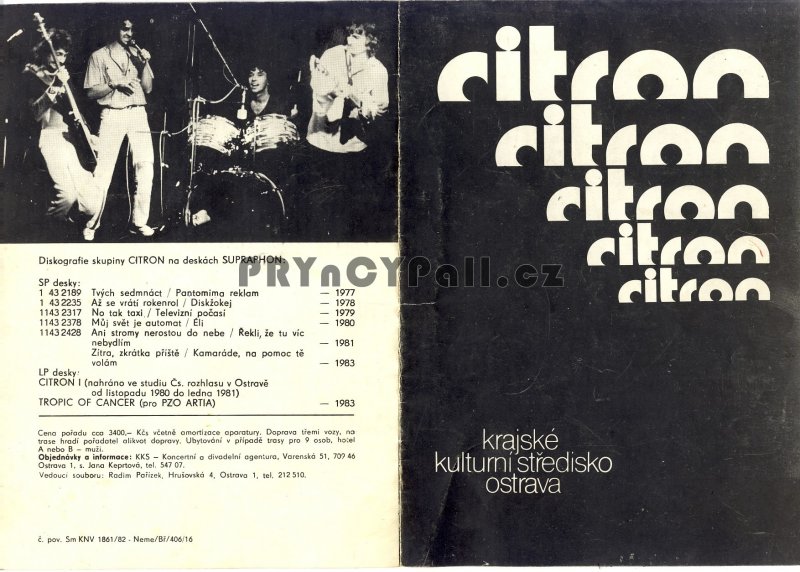 Diskografie skupiny CITRON na deskách SUPRAPHON:
SP desky:
1 43 2189 Tvých sedmnáct / Pantomima reklam — 1977
1 43 2235 Až se vrátí rokenrol / Diskžokej — 1978
1143 2317 No tak taxi / Televizní počasí — 1979
1143 2378 Můj svět je automat / Éli — 1980
1143 2428 Ani stromy nerostou do nebe / Řekli, že tu víc
nebydlím — 1981
Zítra, zkrátka příště / Kamaráde, na pomoc tě
volám — 1983
LP desky:
CITRON I (nahráno ve studiu Čs. rozhlasu v Ostravě
od listopadu 1980 do ledna 1981)
TROPIC OF CANCER (pro PZO ARTIA) — 1983
Cena pořadu cca 3400,– Kčs včetně amortizace aparatury. Doprava třemi vozy, na
trase hradí pořadatel alikvot dopravy. Ubytování v případě trasy pro 9 osob, hotel
A nebo B – muži.
Objednávky a informace: KKS – Koncertní a divadelní agentura, Varenská 51, 709 46
Ostrava 1, s. Jana Keprtová, tel. 547 07.
Vedoucí souboru: Radim Pařízek, Hrušovská 4, Ostrava 1, tel. 212 510.
č. pov. Sm KNV 1861/82 - Neme/Bř/406/16
citron
citron
citron
citron
citron
krajské
kulturní středisko
ostrava
PRYnCYPall.cz